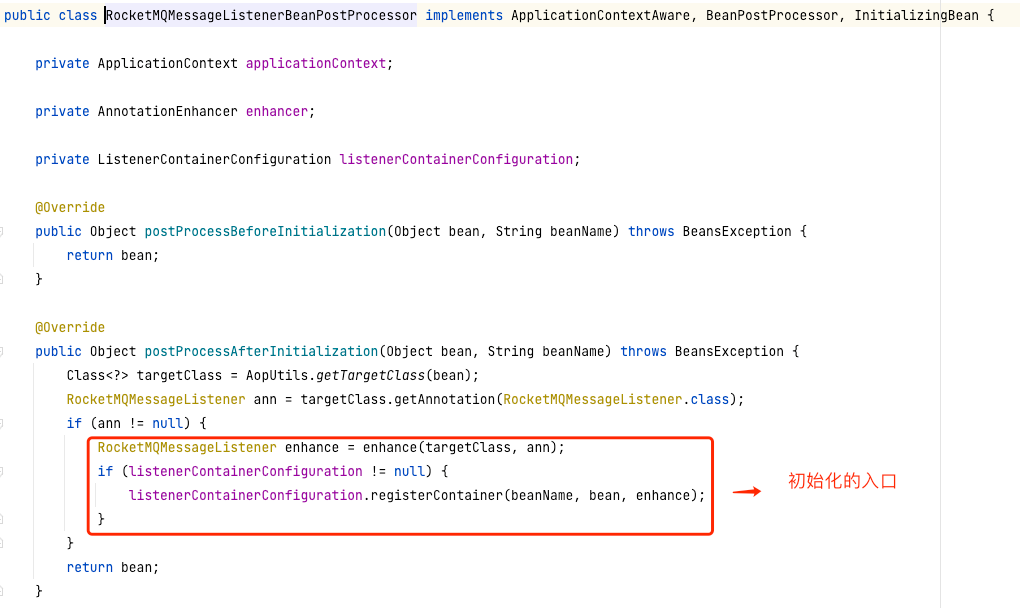 public class RocketMQMessageListenerBeanPostProcessor implements ApplicationContextAware, BeanPostProcessor, InitializingBean {
private ApplicationContext applicationContext;
private AnnotationEnhancer enhancer;
private ListenerContainerConfiguration listenerContainerConfiguration;
@Override
public Object postProcessBeforeInitialization(Object bean, String beanName) throws BeansException {
return bean;
}
@Override
public Object postProcessAfterInitialization(Object bean, String beanName) throws BeansException {
Class<?> targetClass = AopUtils.getTargetClass(bean);
RocketMQMessageListener ann = targetClass.getAnnotation(RocketMQMessageListener.class);
if (ann != null) {
RocketMQMessageListener enhance = enhance(targetClass, ann);
if (listenerContainerConfiguration != null) {
listenerContainerConfiguration.registerContainer(beanName, bean, enhance);
初始化的入口
}
}
return bean;
}